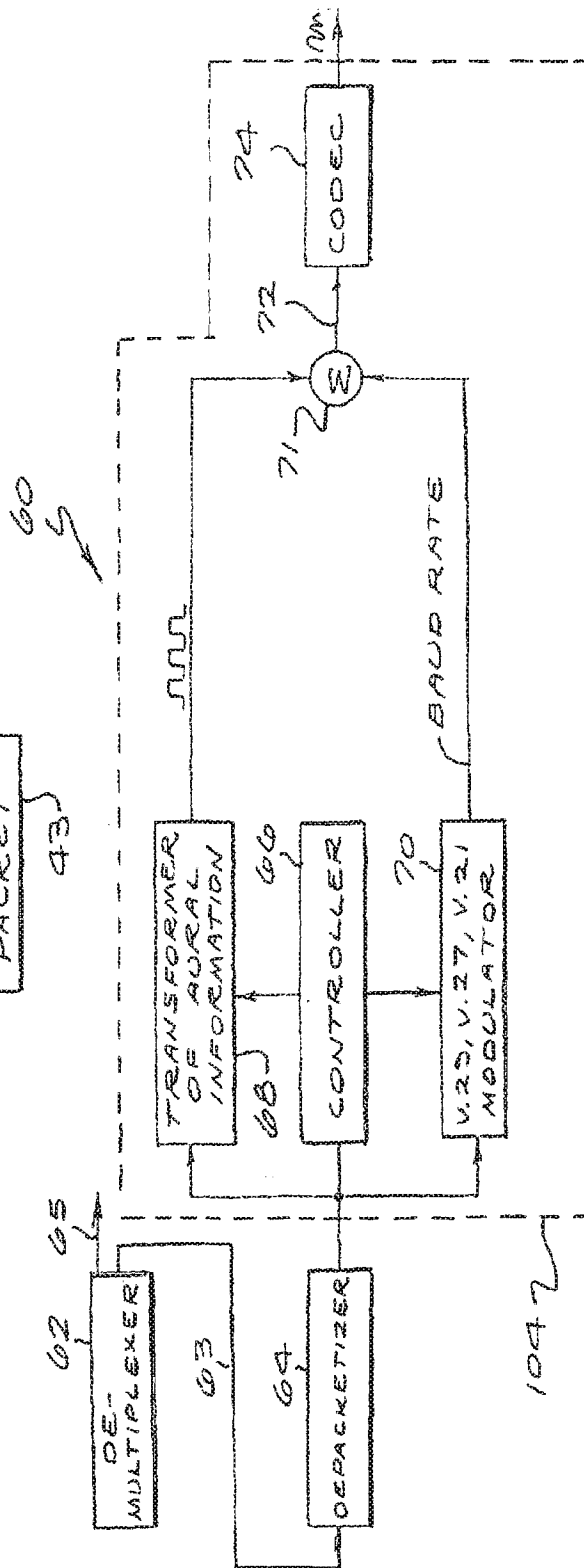 PACKET
43
60
62
DE-
MULTIPLEXER
65
63
64
DEPACKETIZER
104
TRANSFORMER
OF AURAL
INFORMATION
68
CONTROLLER
66
V.29, V.27, V.21
MODULATOR
70
BAUD RATE
71
Σ
72
CODEC
74